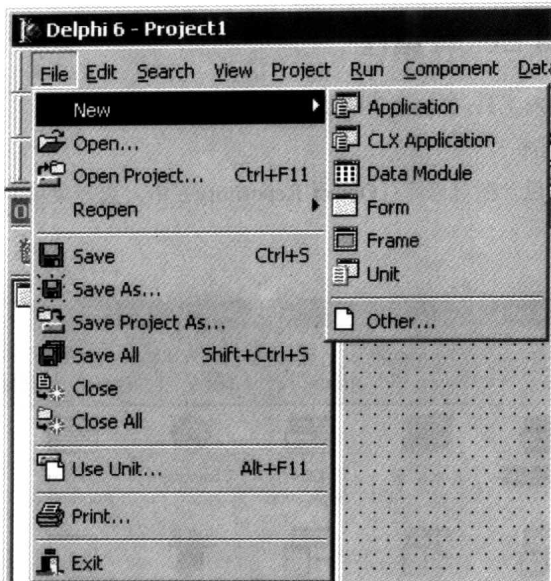 Delphi 6 - Project1
File Edit Search View Project Run Component Data
New
Open...
Open Project... Ctrl+F11
Reopen
Save Ctrl+S
Save As...
Save Project As...
Save All Shift+Ctrl+S
Close
Close All
Use Unit... Alt+F11
Print...
Exit
Application
CLX Application
Data Module
Form
Frame
Unit
Other...